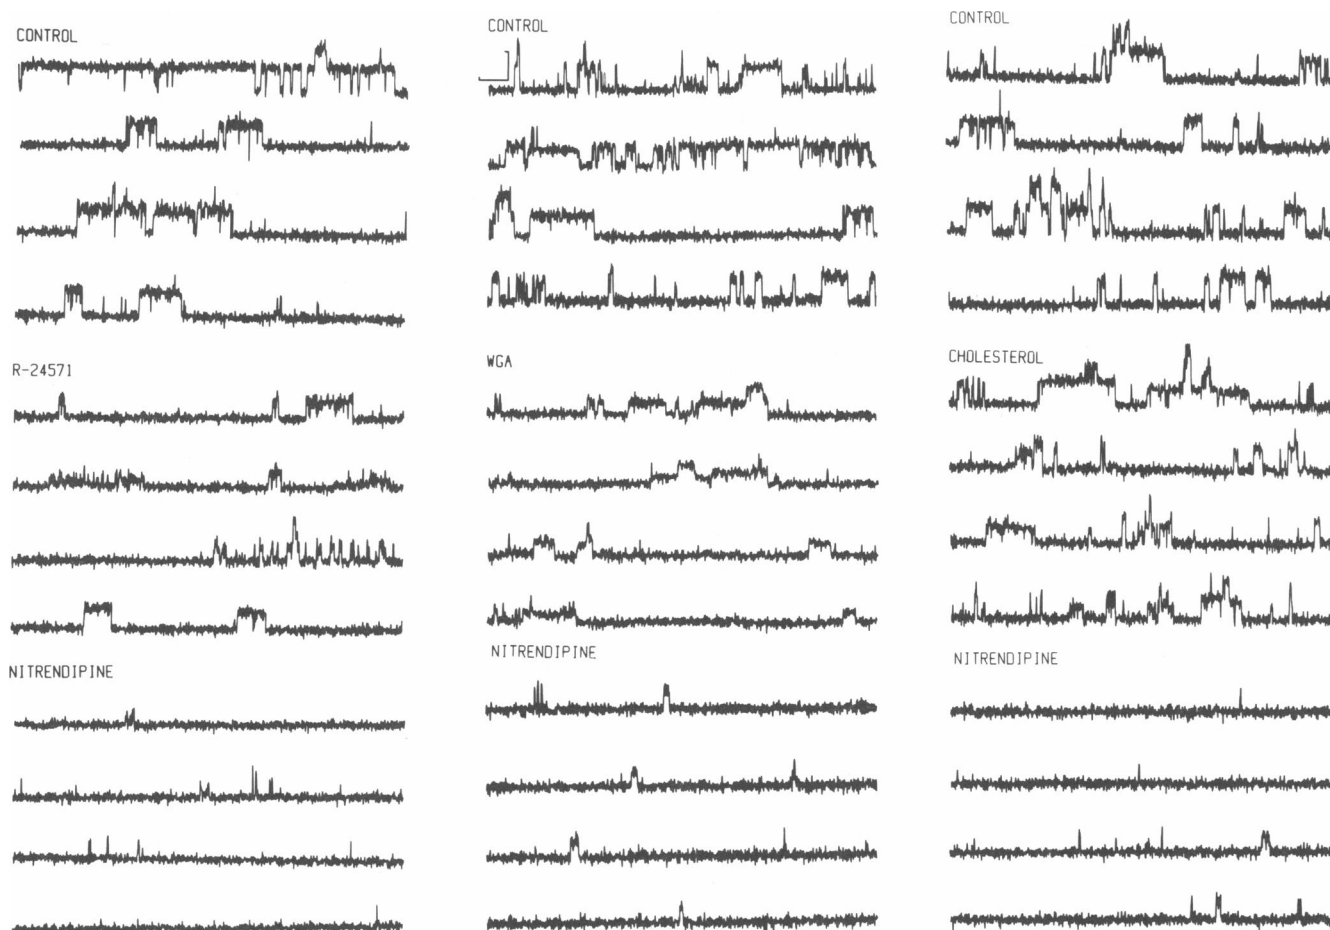 CONTROL
CONTROL
CONTROL
R-24571
WGA
CHOLESTEROL
NITRENDIPINE
NITRENDIPINE
NITRENDIPINE